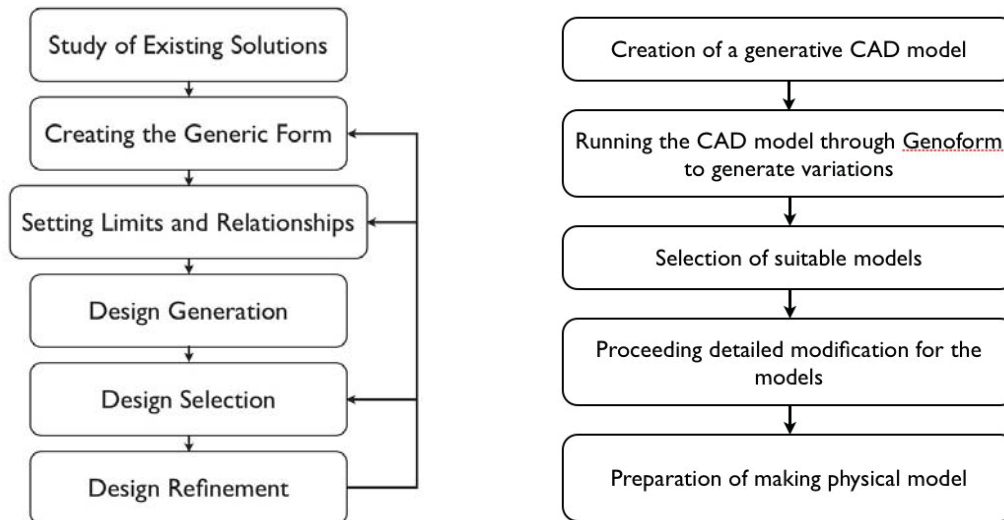 Study of Existing Solutions
Creating the Generic Form
Setting Limits and Relationships
Design Generation
Design Selection
Design Refinement
Creation of a generative CAD model
Running the CAD model through Genoform
to generate variations
Selection of suitable models
Proceeding detailed modification for the
models
Preparation of making physical model